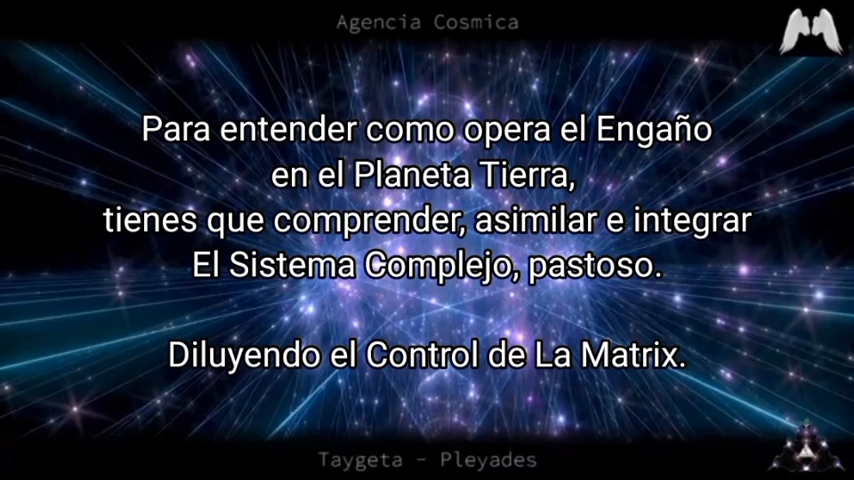 Agencia Cosmica
Para entender como opera el Engaño
en el Planeta Tierra,
tienes que comprender, asimilar e integrar
El Sistema Complejo, pastoso.
Diluyendo el Control de La Matrix.
Taygeta - Pleyades